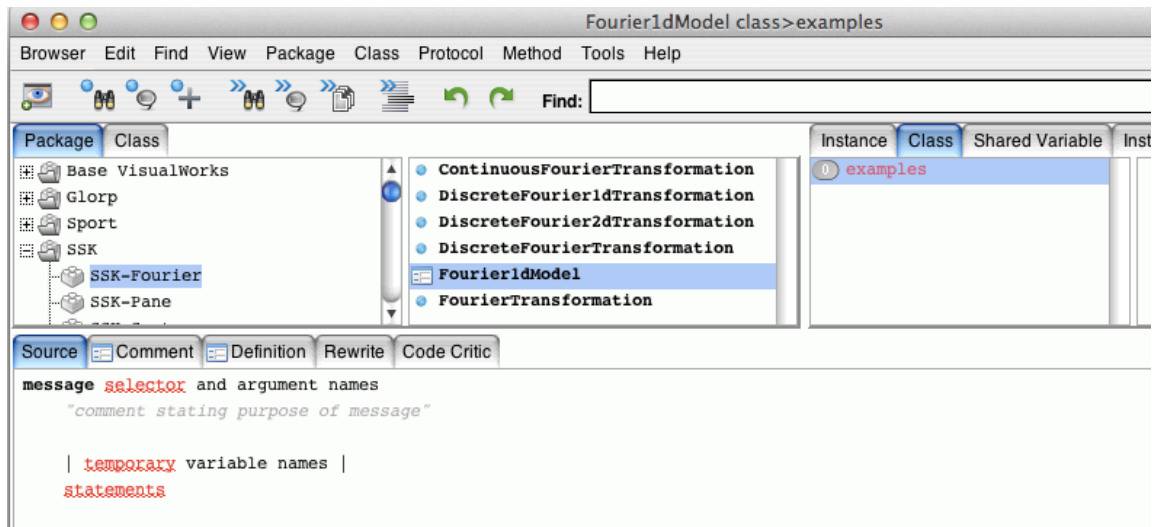 Fourier1dModel class>examples
Browser Edit Find View Package Class Protocol Method Tools Help
Find:
Package Class
Base VisualWorks
Glorp
Sport
SSK
SSK-Fourier
SSK-Pane
ContinuousFourierTransformation
DiscreteFourier1dTransformation
DiscreteFourier2dTransformation
DiscreteFourierTransformation
Fourier1dModel
FourierTransformation
Instance Class Shared Variable Inst
0 examples
Source Comment Definition Rewrite Code Critic
message selector and argument names
"comment stating purpose of message"
| temporary variable names |
statements